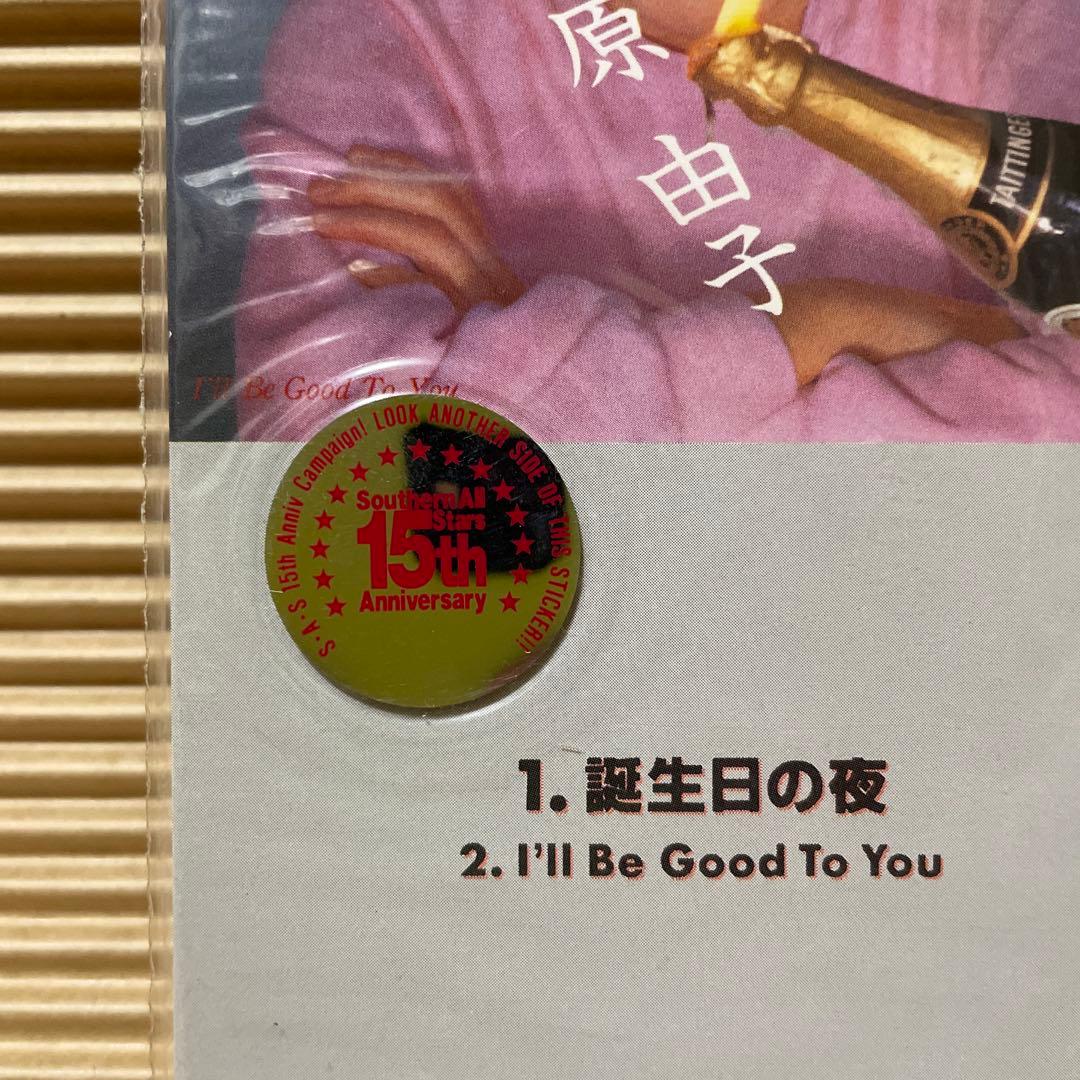 原由子
TAITTINGE
I'll Be Good To You
S・A・S 15th Anniv Campaign! LOOK ANOTHER SIDE OF THIS STICKER!!
Southern All
Stars
15th
Anniversary
1. 誕生日の夜
2. I'll Be Good To You